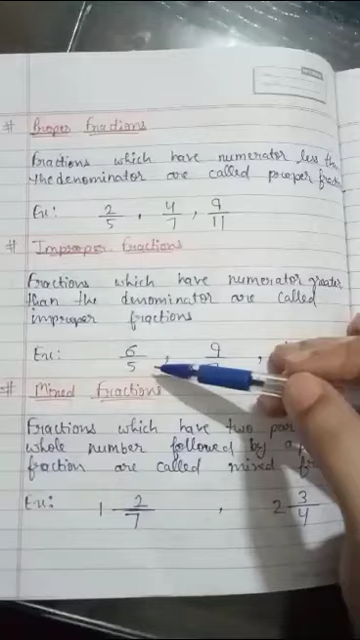 # Proper Fractions
Fractions which have numerator less
the denominator are called proper
Ex: 2/5 , 4/7 , 9/11
# Improper Fractions
Fractions which have numerator greater
than the denominator are called
improper fractions
Ex: 6/5 , 9 ,
# Mixed Fractions
Fractions which have two
whole number followed by a
fraction are called mixed
Ex: 1 2/7 , 2 3/4